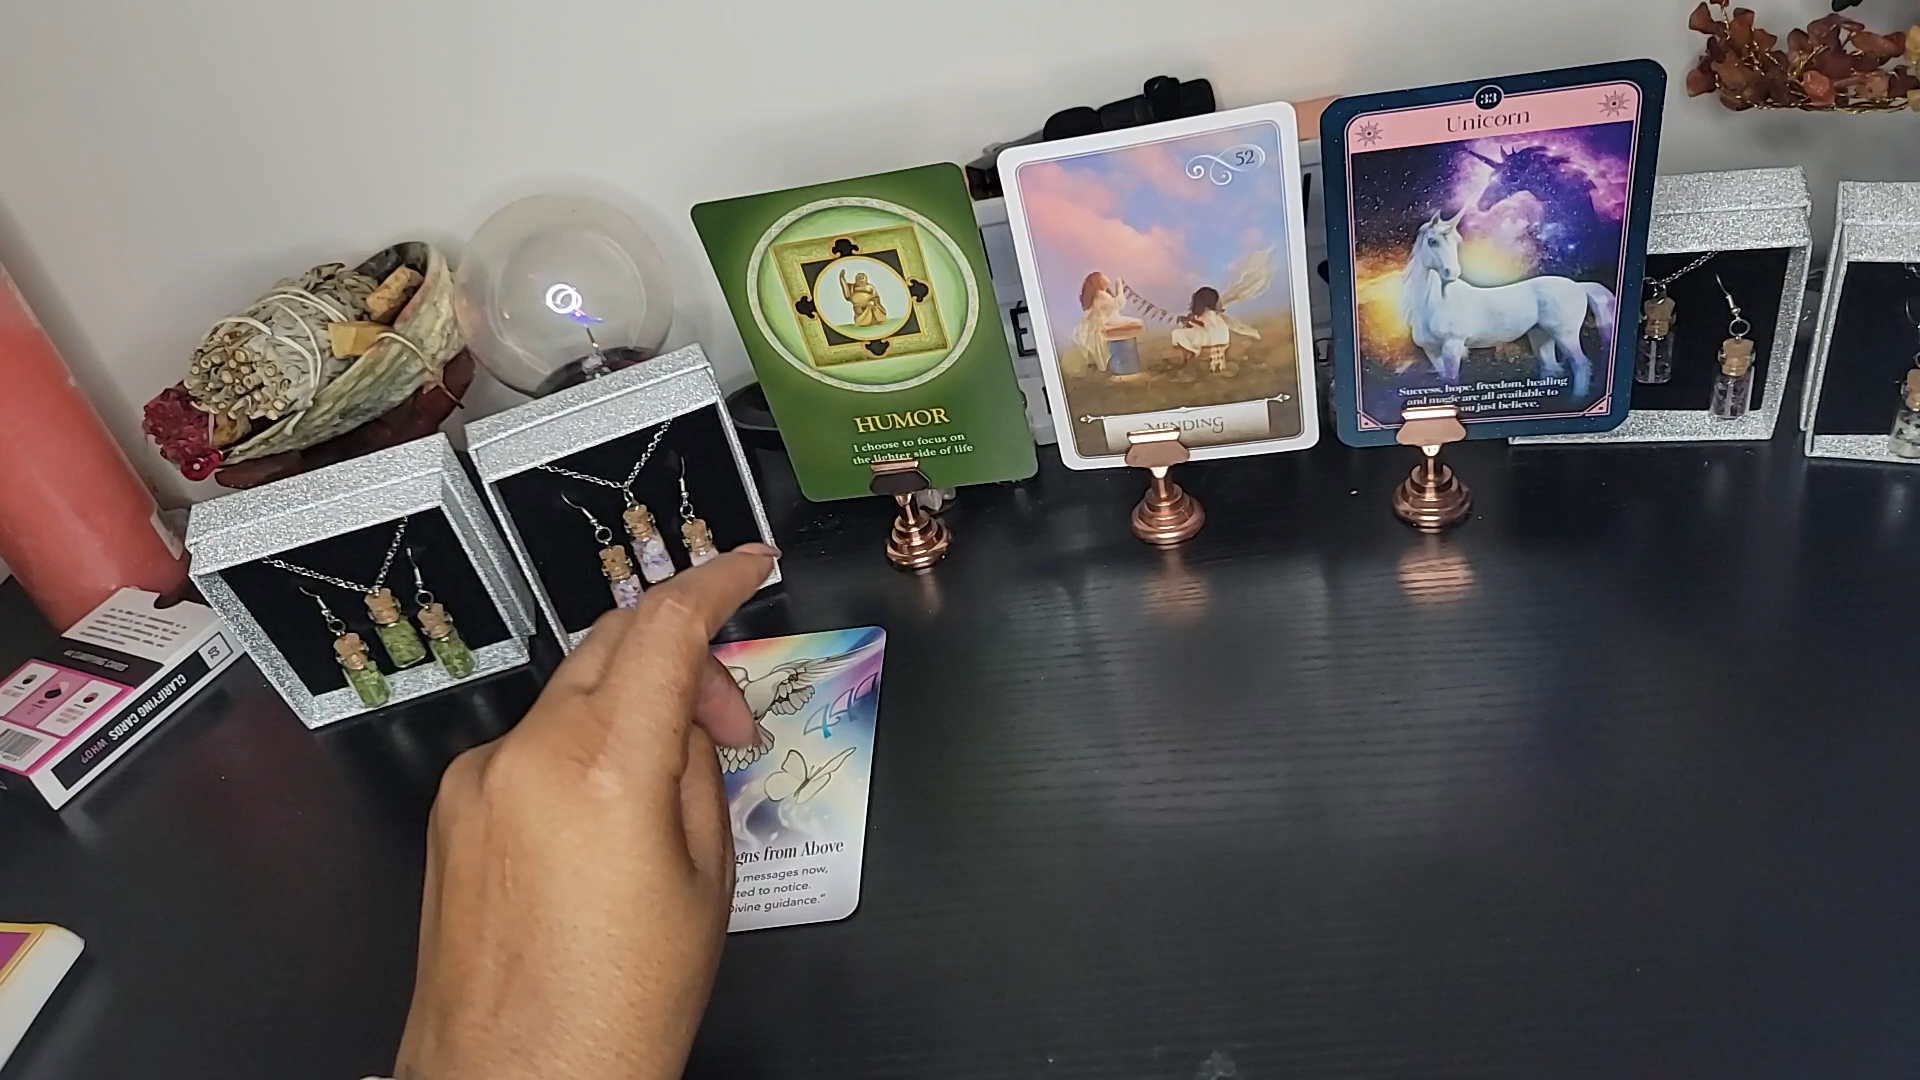 33
Unicorn
Success, hope, freedom, healing
and magic are all available to
you just believe.
52
MENDING
HUMOR
I choose to focus on
the lighter side of life
444
gns from Above
messages now,
ted to notice.
Divine guidance."
CLARIFYING CARDS WHO?